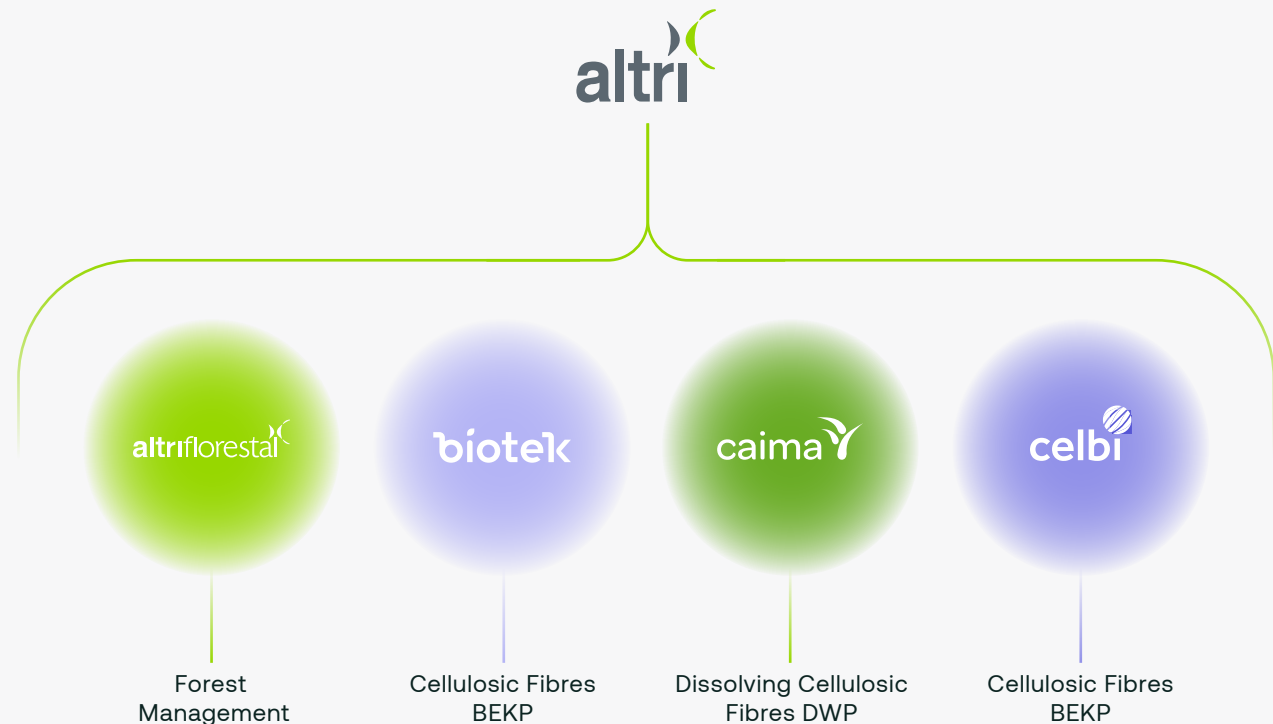 altri
altriflorestal
biotek
caima
celbi
Forest
Management
Cellulosic Fibres
BEKP
Dissolving Cellulosic
Fibres DWP
Cellulosic Fibres
BEKP